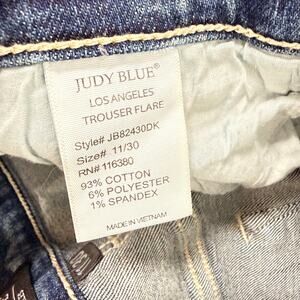 JUDY BLUE®
LOS ANGELES
TROUSER FLARE
Style# JB82430DK
Size# 11/30
RN# 116380
93% COTTON
6% POLYESTER
1% SPANDEX
MADE IN VIETNAM